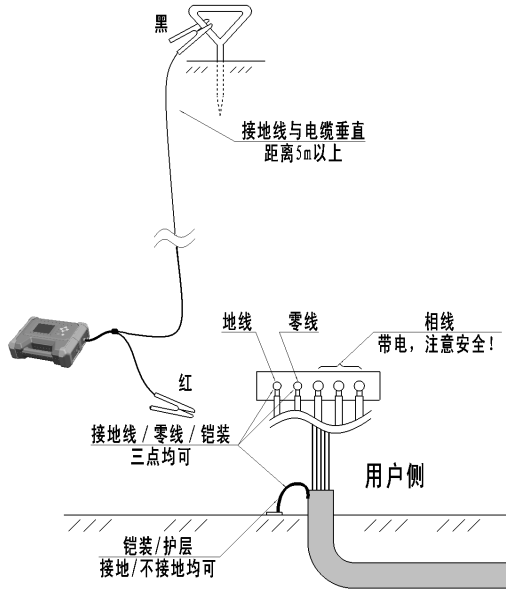 黑
接地线与电缆垂直
距离5m以上
地线
零线
相线
带电，注意安全！
红
接地线/零线/铠装
三点均可
用户侧
铠装/护层
接地/不接地均可